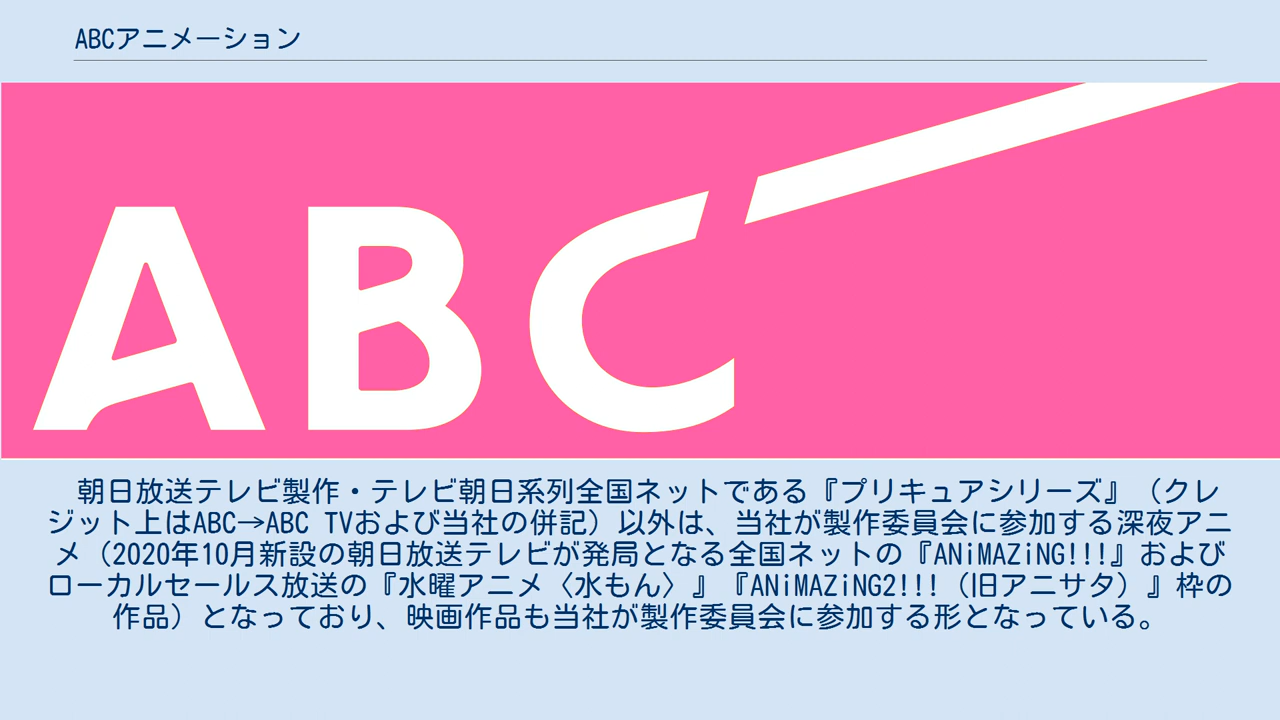 ABCアニメーション
ABC
朝日放送テレビ製作・テレビ朝日系列全国ネットである『プリキュアシリーズ』（クレ
ジット上はABC→ABC TVおよび当社の併記）以外は、当社が製作委員会に参加する深夜アニ
メ（2020年10月新設の朝日放送テレビが発局となる全国ネットの『ANiMAZiNG!!!』および
ローカルセールス放送の『水曜アニメ〈水もん〉』『ANiMAZiNG2!!!（旧アニサタ）』枠の
作品）となっており、映画作品も当社が製作委員会に参加する形となっている。